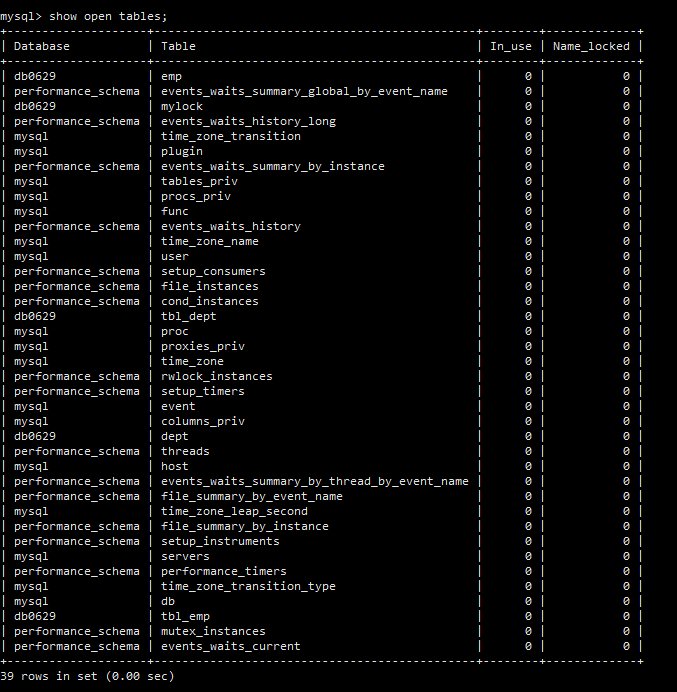 mysql> show open tables;
+--------------------+----------------------------------------------+--------+-------------+
| Database           | Table                                        | In_use | Name_locked |
+--------------------+----------------------------------------------+--------+-------------+
| db0629             | emp                                          |      0 |           0 |
| performance_schema | events_waits_summary_global_by_event_name    |      0 |           0 |
| db0629             | mylock                                       |      0 |           0 |
| performance_schema | events_waits_history_long                    |      0 |           0 |
| mysql              | time_zone_transition                         |      0 |           0 |
| mysql              | plugin                                       |      0 |           0 |
| performance_schema | events_waits_summary_by_instance             |      0 |           0 |
| mysql              | tables_priv                                  |      0 |           0 |
| mysql              | procs_priv                                   |      0 |           0 |
| mysql              | func                                         |      0 |           0 |
| performance_schema | events_waits_history                         |      0 |           0 |
| mysql              | time_zone_name                               |      0 |           0 |
| mysql              | user                                         |      0 |           0 |
| performance_schema | setup_consumers                              |      0 |           0 |
| performance_schema | file_instances                               |      0 |           0 |
| performance_schema | cond_instances                               |      0 |           0 |
| db0629             | tbl_dept                                     |      0 |           0 |
| mysql              | proc                                         |      0 |           0 |
| mysql              | proxies_priv                                 |      0 |           0 |
| mysql              | time_zone                                    |      0 |           0 |
| performance_schema | rwlock_instances                             |      0 |           0 |
| performance_schema | setup_timers                                 |      0 |           0 |
| mysql              | event                                        |      0 |           0 |
| mysql              | columns_priv                                 |      0 |           0 |
| db0629             | dept                                         |      0 |           0 |
| performance_schema | threads                                      |      0 |           0 |
| mysql              | host                                         |      0 |           0 |
| performance_schema | events_waits_summary_by_thread_by_event_name |      0 |           0 |
| performance_schema | file_summary_by_event_name                   |      0 |           0 |
| mysql              | time_zone_leap_second                        |      0 |           0 |
| performance_schema | file_summary_by_instance                     |      0 |           0 |
| performance_schema | setup_instruments                            |      0 |           0 |
| mysql              | servers                                      |      0 |           0 |
| performance_schema | performance_timers                           |      0 |           0 |
| mysql              | time_zone_transition_type                    |      0 |           0 |
| mysql              | db                                           |      0 |           0 |
| db0629             | tbl_emp                                      |      0 |           0 |
| performance_schema | mutex_instances                              |      0 |           0 |
| performance_schema | events_waits_current                         |      0 |           0 |
+--------------------+----------------------------------------------+--------+-------------+
39 rows in set (0.00 sec)